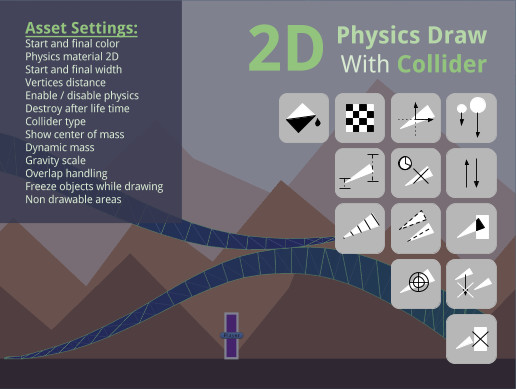 Asset Settings:
Start and final color
Physics material 2D
Start and final width
Vertices distance
Enable / disable physics
Destroy after life time
Collider type
Show center of mass
Dynamic mass
Gravity scale
Overlap handling
Freeze objects while drawing
Non drawable areas
2D Physics Draw
With Collider